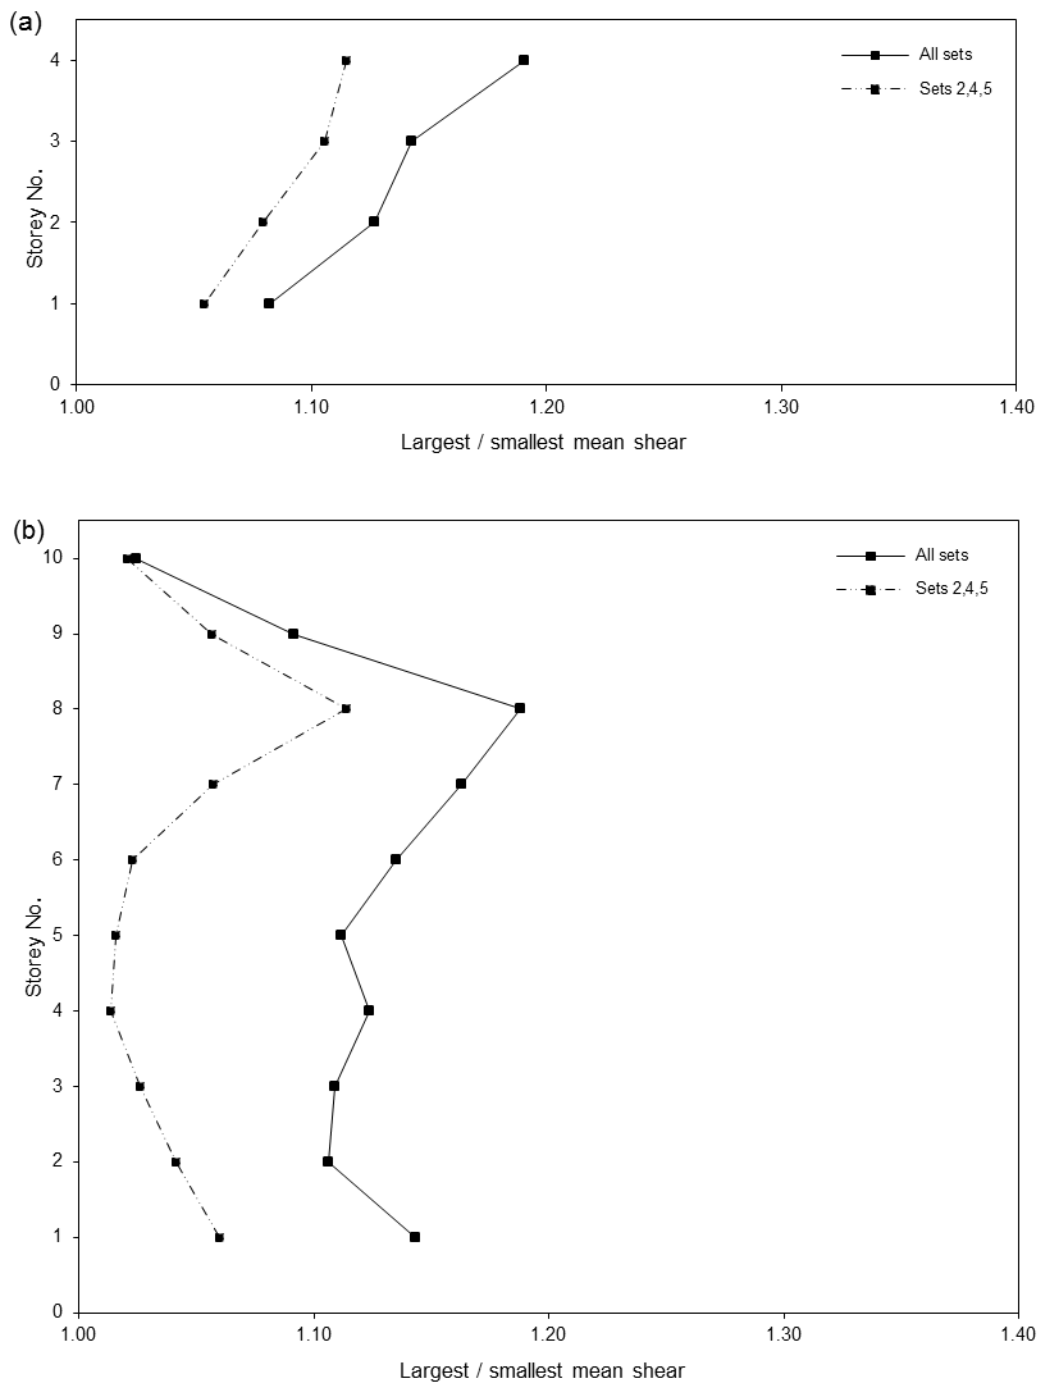 (a)
4
3
2
1
0
Storey No.
All sets
Sets 2,4,5
1.00 1.10 1.20 1.30 1.40
Largest / smallest mean shear
(b)
10
9
8
7
6
5
4
3
2
1
0
Storey No.
All sets
Sets 2,4,5
1.00 1.10 1.20 1.30 1.40
Largest / smallest mean shear